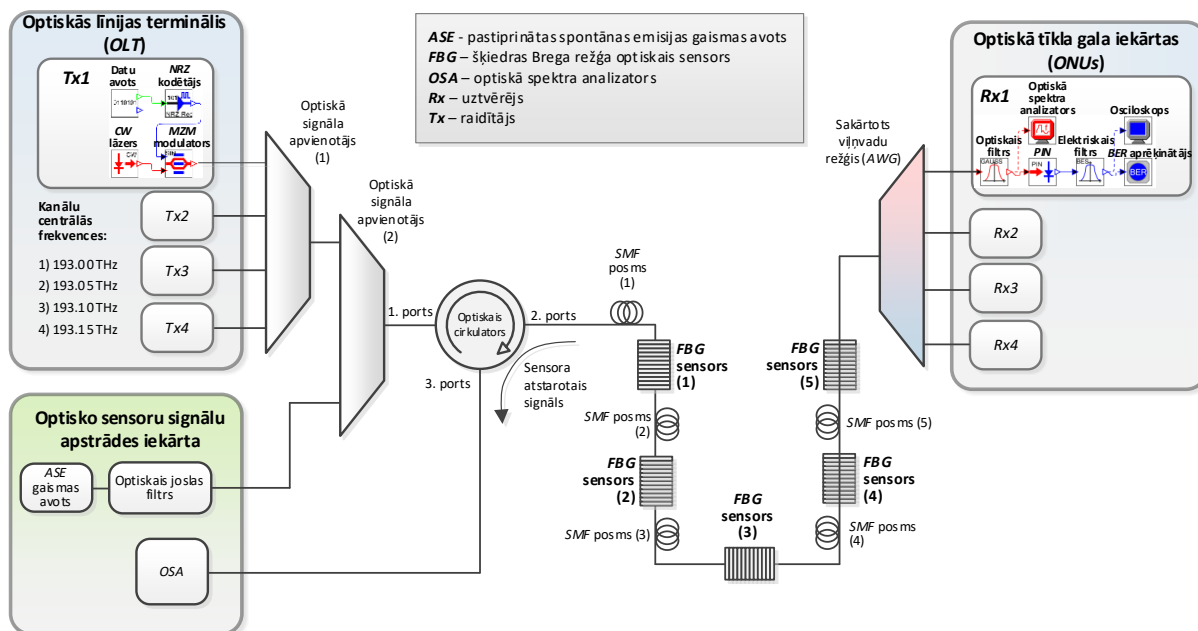 Optiskās līnijas terminālis
(OLT)
Tx1
Datu
avots
NRZ
kodētājs
NRZ Rec
CW
lāzers
MZM
modulators
Tx2
Tx3
Tx4
Kanālu
centrālās
frekvences:
1) 193.00 THz
2) 193.05 THz
3) 193.10 THz
4) 193.15 THz
Optiskā
signāla
apvienotājs
(1)
Optiskā
signāla
apvienotājs
(2)
ASE - pastiprinātas spontānas emisijas gaismas avots
FBG – šķiedras Brega režģa optiskais sensors
OSA – optiskā spektra analizators
Rx – uztvērējs
Tx – raidītājs
1. ports
Optiskais
cirkulators
2. ports
3. ports
Sensora
atstarotais
signāls
SMF
posms
(1)
FBG
sensors
(1)
SMF posms
(2)
FBG
sensors
(2)
SMF posms (3)
FBG
sensors
(3)
SMF posms
(4)
FBG
sensors
(4)
SMF posms (5)
FBG
sensors
(5)
Sakārtots
viļņvadu
režģis (AWG)
Optiskā tīkla gala iekārtas
(ONUs)
Rx1
Optiskā
spektra
analizators
Osciloskops
Optiskais
filtrs
GAUSS
PIN
PIN
Elektriskais
filtrs
BES
BER aprēķinātājs
BER
Rx2
Rx3
Rx4
Optisko sensoru signālu
apstrādes iekārta
ASE
gaismas
avots
Optiskais joslas
filtrs
OSA